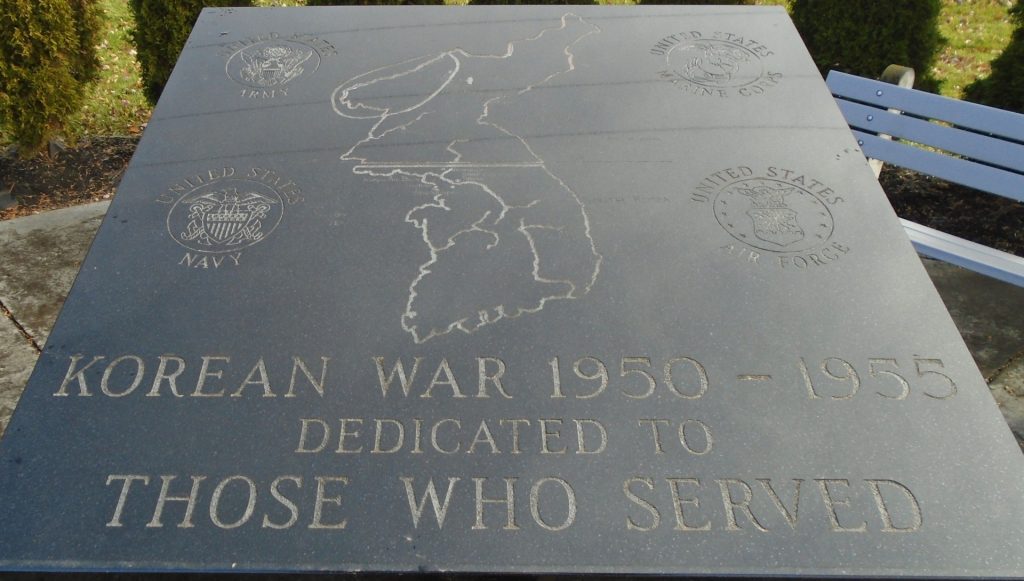 UNITED STATES
ARMY
UNITED STATES
MARINE CORPS
UNITED STATES
NAVY
UNITED STATES
AIR FORCE
KOREAN WAR 1950 - 1955
DEDICATED TO
THOSE WHO SERVED